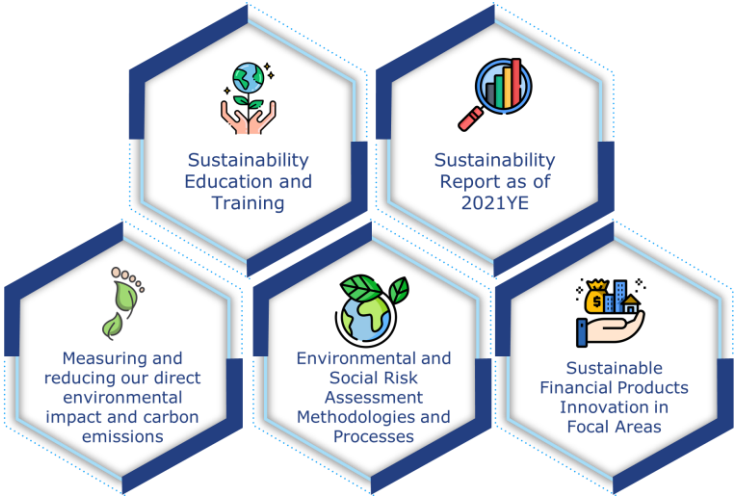 Sustainability
Education and
Training
Sustainability
Report as of
2021YE
Measuring and
reducing our direct
environmental
impact and carbon
emissions
Environmental and
Social Risk
Assessment
Methodologies and
Processes
Sustainable
Financial Products
Innovation in
Focal Areas
$